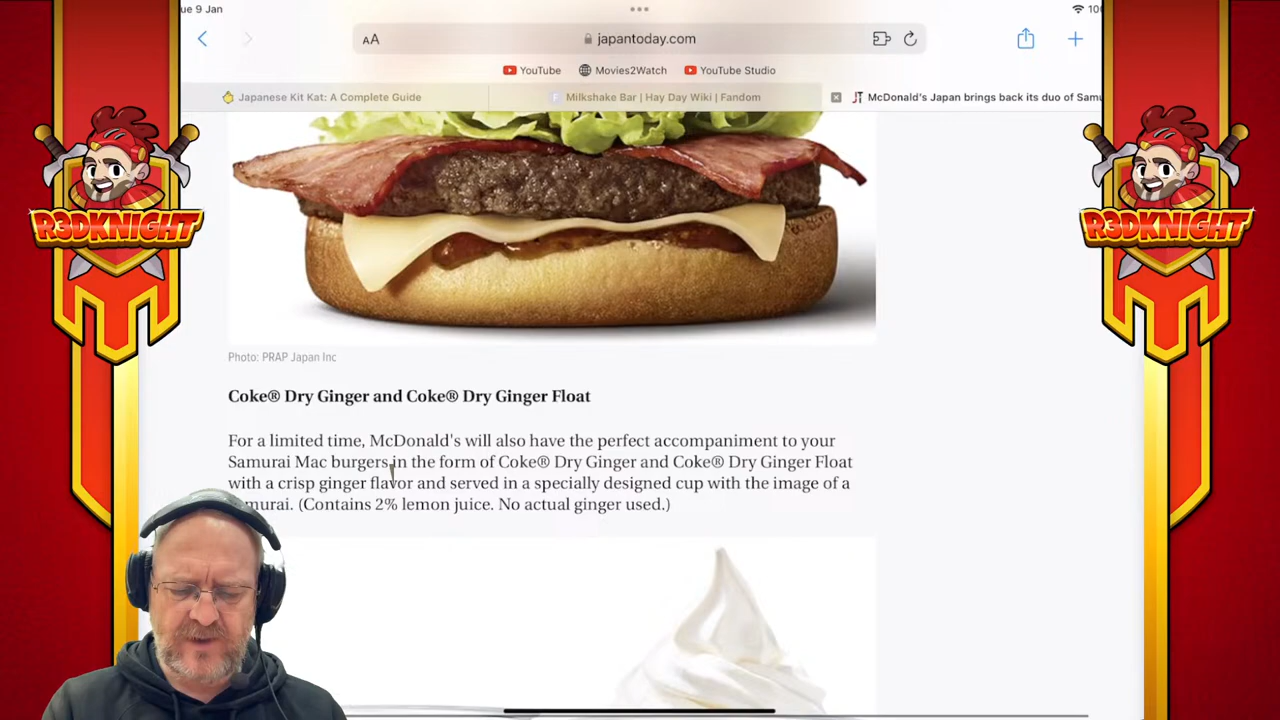 ue 9 Jan
10
AA
japantoday.com
YouTube
Movies2Watch
YouTube Studio
Japanese Kit Kat: A Complete Guide
Milkshake Bar | Hay Day Wiki | Fandom
McDonald's Japan brings back its duo of Samu
R3DKNIGHT
R3DKNIGHT
Photo: PRAP Japan Inc
Coke® Dry Ginger and Coke® Dry Ginger Float
For a limited time, McDonald's will also have the perfect accompaniment to your
Samurai Mac burgers in the form of Coke® Dry Ginger and Coke® Dry Ginger Float
with a crisp ginger flavor and served in a specially designed cup with the image of a
murai. (Contains 2% lemon juice. No actual ginger used.)